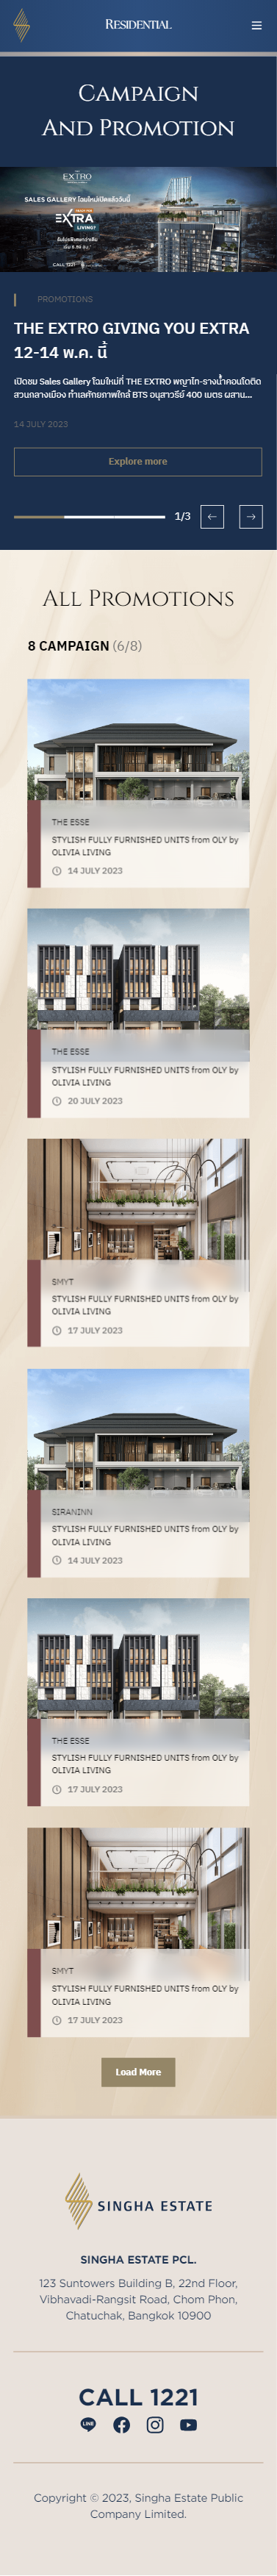 RESIDENTIAL
CAMPAIGN
AND PROMOTION
EXTRO
SALES GALLERY โฉมใหม่เปิดแล้ววันนี้
EXTRA
LIVING?
CALL 1221
PROMOTIONS
THE EXTRO GIVING YOU EXTRA
12-14 พ.ค. นี้
เปิดชม Sales Gallery โฉมใหม่ที่ THE EXTRO พญาไท-รางน้ำคอนโดติด
สวนกลางเมือง ทำเลศักยภาพใกล้ BTS อนุสาวรีย์ 400 เมตร ผสาน...
14 JULY 2023
Explore more
1/3
ALL PROMOTIONS
8 CAMPAIGN (6/8)
THE ESSE
STYLISH FULLY FURNISHED UNITS from OLY by
OLIVIA LIVING
14 JULY 2023
THE ESSE
STYLISH FULLY FURNISHED UNITS from OLY by
OLIVIA LIVING
20 JULY 2023
SMYT
STYLISH FULLY FURNISHED UNITS from OLY by
OLIVIA LIVING
17 JULY 2023
SIRANINN
STYLISH FULLY FURNISHED UNITS from OLY by
OLIVIA LIVING
14 JULY 2023
THE ESSE
STYLISH FULLY FURNISHED UNITS from OLY by
OLIVIA LIVING
17 JULY 2023
SMYT
STYLISH FULLY FURNISHED UNITS from OLY by
OLIVIA LIVING
17 JULY 2023
Load More
SINGHA ESTATE
SINGHA ESTATE PCL.
123 Suntowers Building B, 22nd Floor,
Vibhavadi-Rangsit Road, Chom Phon,
Chatuchak, Bangkok 10900
CALL 1221
LINE
Copyright © 2023, Singha Estate Public
Company Limited.